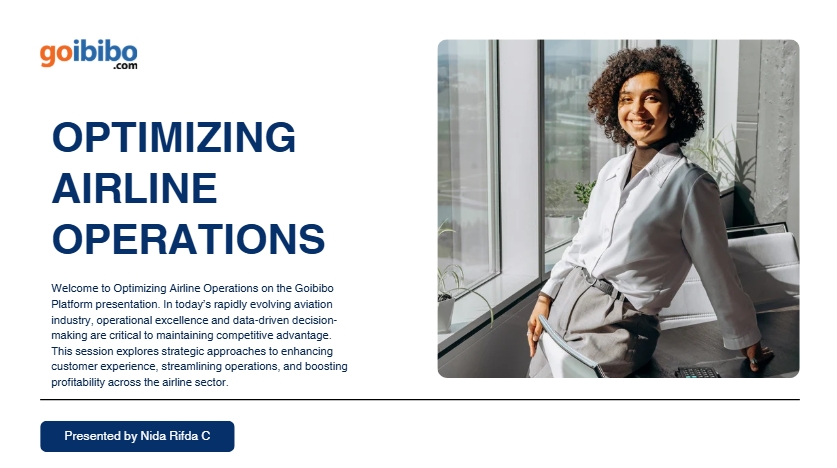 goibibo
.com
OPTIMIZING
AIRLINE
OPERATIONS
Welcome to Optimizing Airline Operations on the Goibibo
Platform presentation. In today's rapidly evolving aviation
industry, operational excellence and data-driven decision-
making are critical to maintaining competitive advantage.
This session explores strategic approaches to enhancing
customer experience, streamlining operations, and boosting
profitability across the airline sector.
Presented by Nida Rifda C